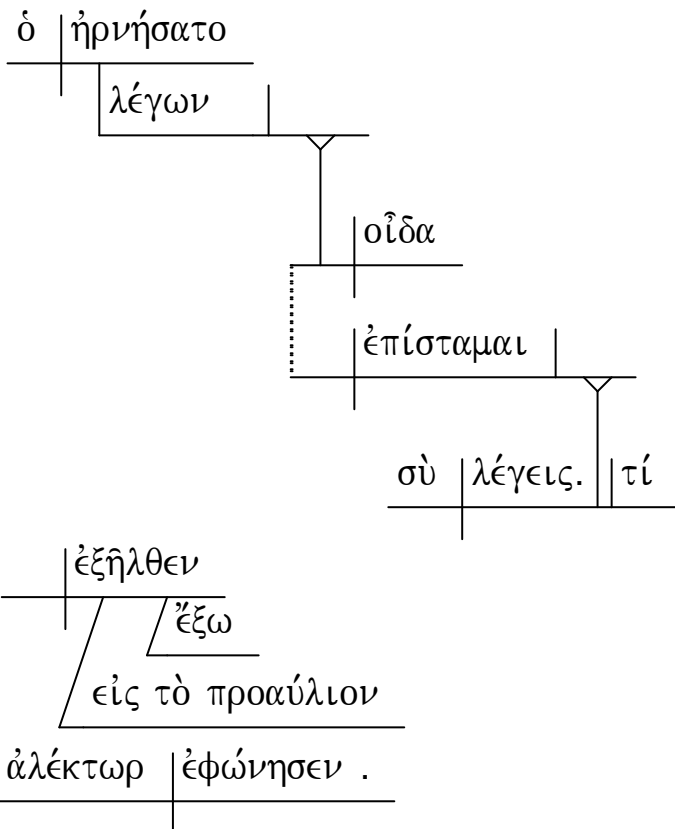 ὁ ἠρνήσατο
λέγων
οἶδα
ἐπίσταμαι
σὺ λέγεις. τί
ἐξῆλθεν
ἔξω
εἰς τὸ προαύλιον
ἀλέκτωρ ἐφώνησεν .